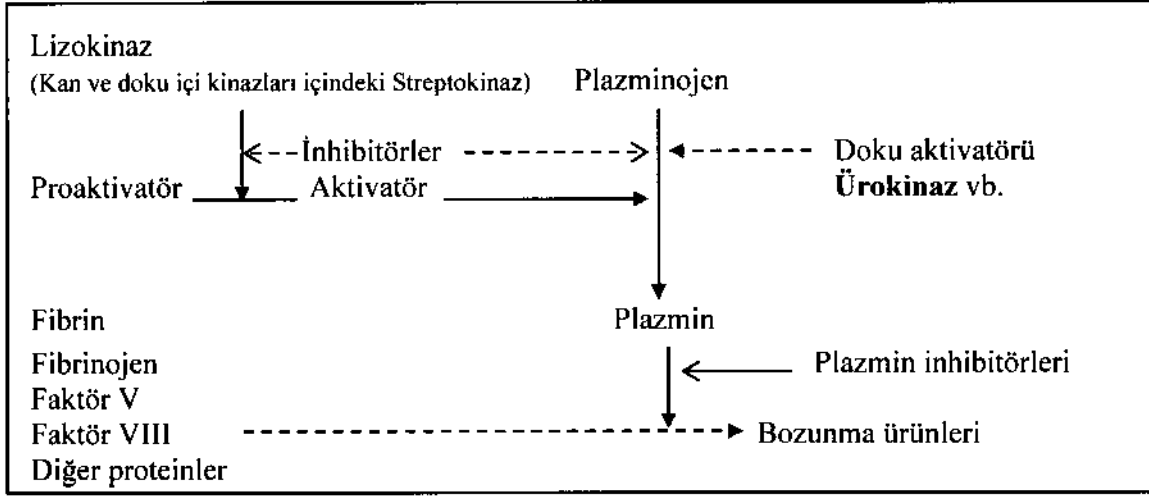 Lizokinaz
(Kan ve doku içi kinazları içindeki Streptokinaz) Plazminojen
İnhibitörler Doku aktivatörü
Proaktivatör Aktivatör Ürokinaz vb.
Fibrin Plazmin
Fibrinojen Plazmin inhibitörleri
Faktör V
Faktör VIII Bozunma ürünleri
Diğer proteinler